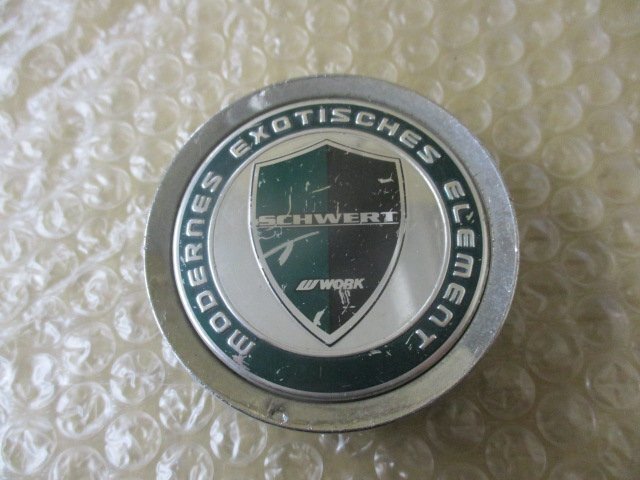 MODERNES EXOTISCHES ELEMENT
SCHWERT
W WORK